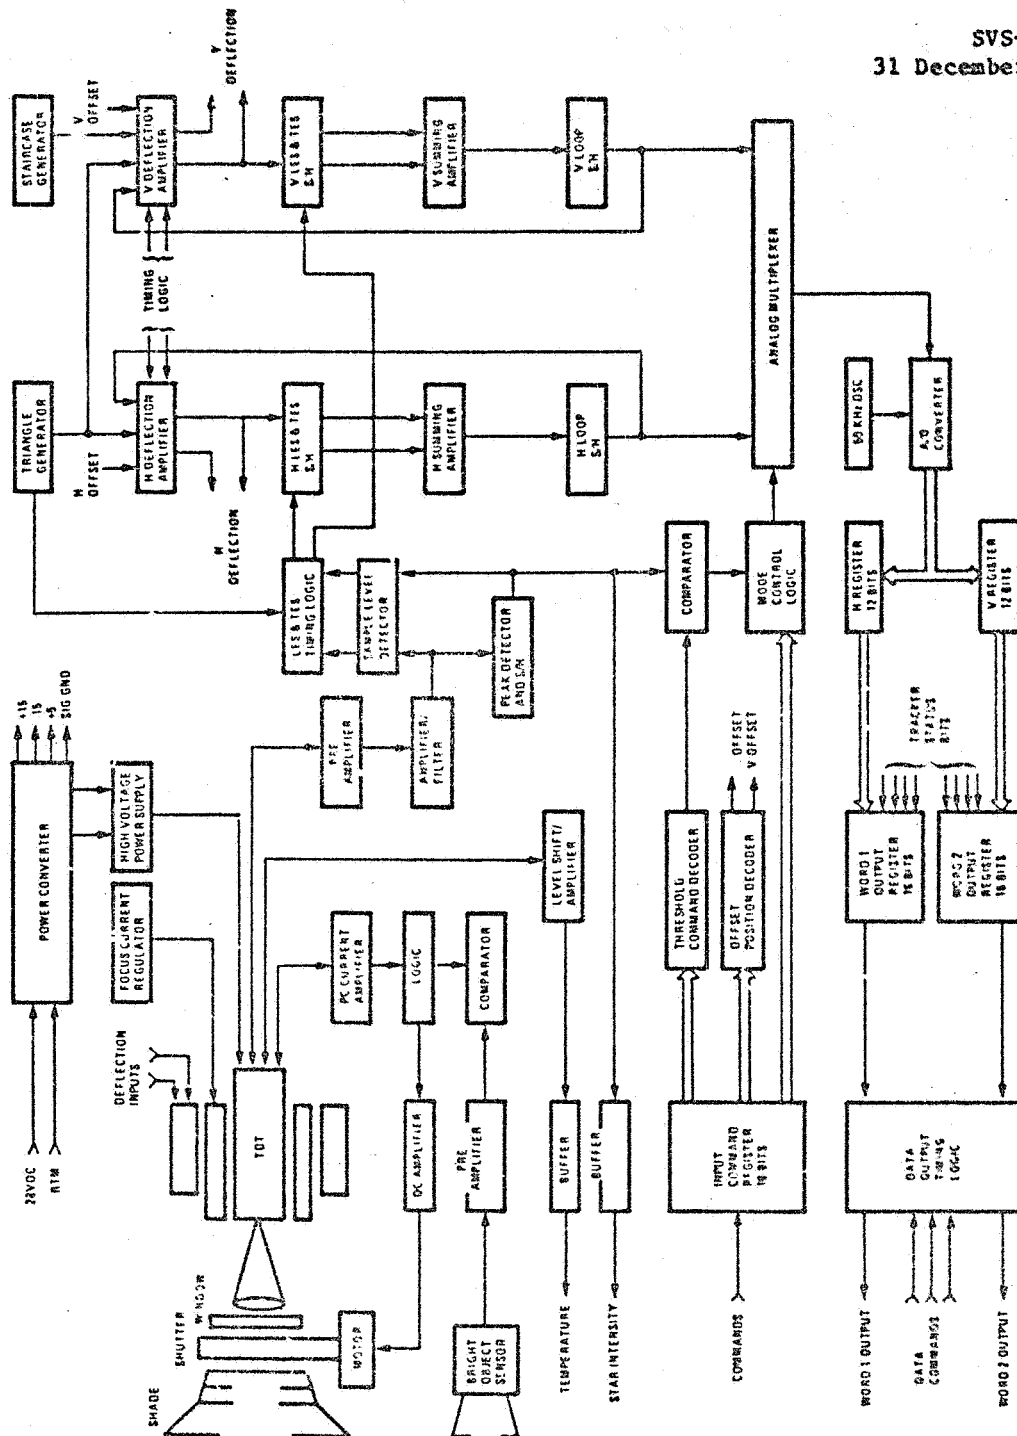 SVS-
31 December
STAIRCASE
GENERATOR
V
OFFSET
V DEFLECTION
AMPLIFIER
V
DEFLECTION
V LES & TES
S/H
V SUMMING
AMPLIFIER
V LOOP
S/H
TIMING
LOGIC
TRIANGLE
GENERATOR
H
OFFSET
H DEFLECTION
AMPLIFIER
H
DEFLECTION
H LES & TES
S/H
H SUMMING
AMPLIFIER
H LOOP
S/H
ANALOG MULTIPLEXER
50 KHz OSC
A/D
CONVERTER
LES & TES
TIMING LOGIC
SAMPLE LEVEL
DETECTOR
PEAK DETECTOR
AND S/H
COMPARATOR
MODE
CONTROL
LOGIC
H REGISTER
12 BITS
V REGISTER
12 BITS
+15
15
+5
SIG GND
POWER CONVERTER
28VDC
RTN
HIGH VOLTAGE
POWER SUPPLY
FOCUS CURRENT
REGULATOR
PRE
AMPLIFIER
AMPLIFIER/
FILTER
LEVEL SHIFT/
AMPLIFIER
OFFSET
V OFFSET
TRACKER
STATUS
BITS
THRESHOLD
COMMAND DECODER
OFFSET
POSITION DECODER
WORD 1
OUTPUT
REGISTER
16 BITS
WORD 2
OUTPUT
REGISTER
16 BITS
DEFLECTION
INPUTS
TDT
PC CURRENT
AMPLIFIER
LOGIC
COMPARATOR
DC AMPLIFIER
PRE
AMPLIFIER
BUFFER
BUFFER
INPUT
COMMAND
REGISTER
18 BITS
DATA
OUTPUT
TIMING
LOGIC
SHADE
SHUTTER
WINDOW
MOTOR
BRIGHT
OBJECT
SENSOR
TEMPERATURE
STAR INTENSITY
COMMANDS
WORD 1 OUTPUT
DATA
COMMANDS
WORD 2 OUTPUT